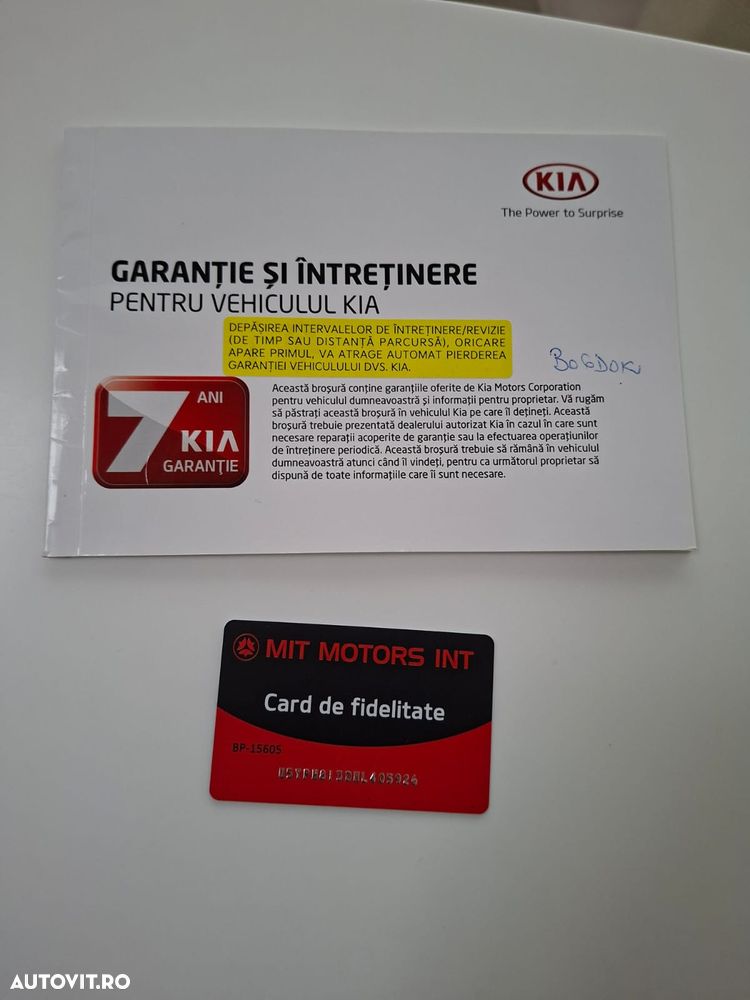 KIA
The Power to Surprise
GARANȚIE ȘI ÎNTREȚINERE
PENTRU VEHICULUL KIA
DEPĂȘIREA INTERVALELOR DE ÎNTREȚINERE/REVIZIE
(DE TIMP SAU DISTANȚĂ PARCURSĂ), ORICARE
APARE PRIMUL, VA ATRAGE AUTOMAT PIERDEREA
GARANȚIEI VEHICULULUI DVS. KIA.
BOGDOK
7 ANI
KIA
GARANȚIE
Această broșură conține garanțiile oferite de Kia Motors Corporation
pentru vehiculul dumneavoastră și informații pentru proprietar. Vă rugăm
să păstrați această broșură în vehiculul Kia pe care îl dețineți. Această
broșură trebuie prezentată dealerului autorizat Kia în cazul în care sunt
necesare reparații acoperite de garanție sau la efectuarea operațiunilor
de întreținere periodică. Această broșură trebuie să rămână în vehiculul
dumneavoastră atunci când îl vindeți, pentru ca următorul proprietar să
dispună de toate informațiile care îi sunt necesare.
MIT MOTORS INT
Card de fidelitate
BP-15605
AUTOVIT.RO